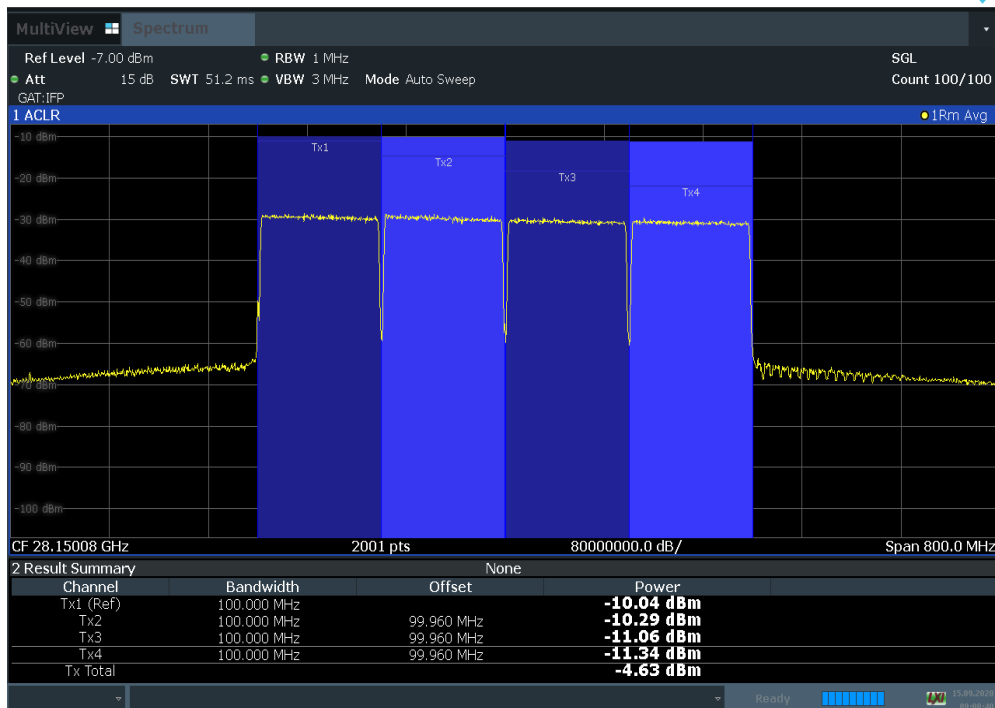 MultiView Spectrum
Ref Level -7.00 dBm RBW 1 MHz SGL
Att 15 dB SWT 51.2 ms VBW 3 MHz Mode Auto Sweep Count 100/100
GAT:IFP
1 ACLR 1Rm Avg
-10 dBm
Tx1
Tx2
-20 dBm
Tx3
Tx4
-30 dBm
-40 dBm
-50 dBm
-60 dBm
-70 dBm
-80 dBm
-90 dBm
-100 dBm
CF 28.15008 GHz 2001 pts 80000000.0 dB/ Span 800.0 MHz
2 Result Summary None
Channel Bandwidth Offset Power
Tx1 (Ref) 100.000 MHz -10.04 dBm
Tx2 100.000 MHz 99.960 MHz -10.29 dBm
Tx3 100.000 MHz 99.960 MHz -11.06 dBm
Tx4 100.000 MHz 99.960 MHz -11.34 dBm
Tx Total -4.63 dBm
Ready LXI 15.09.2020